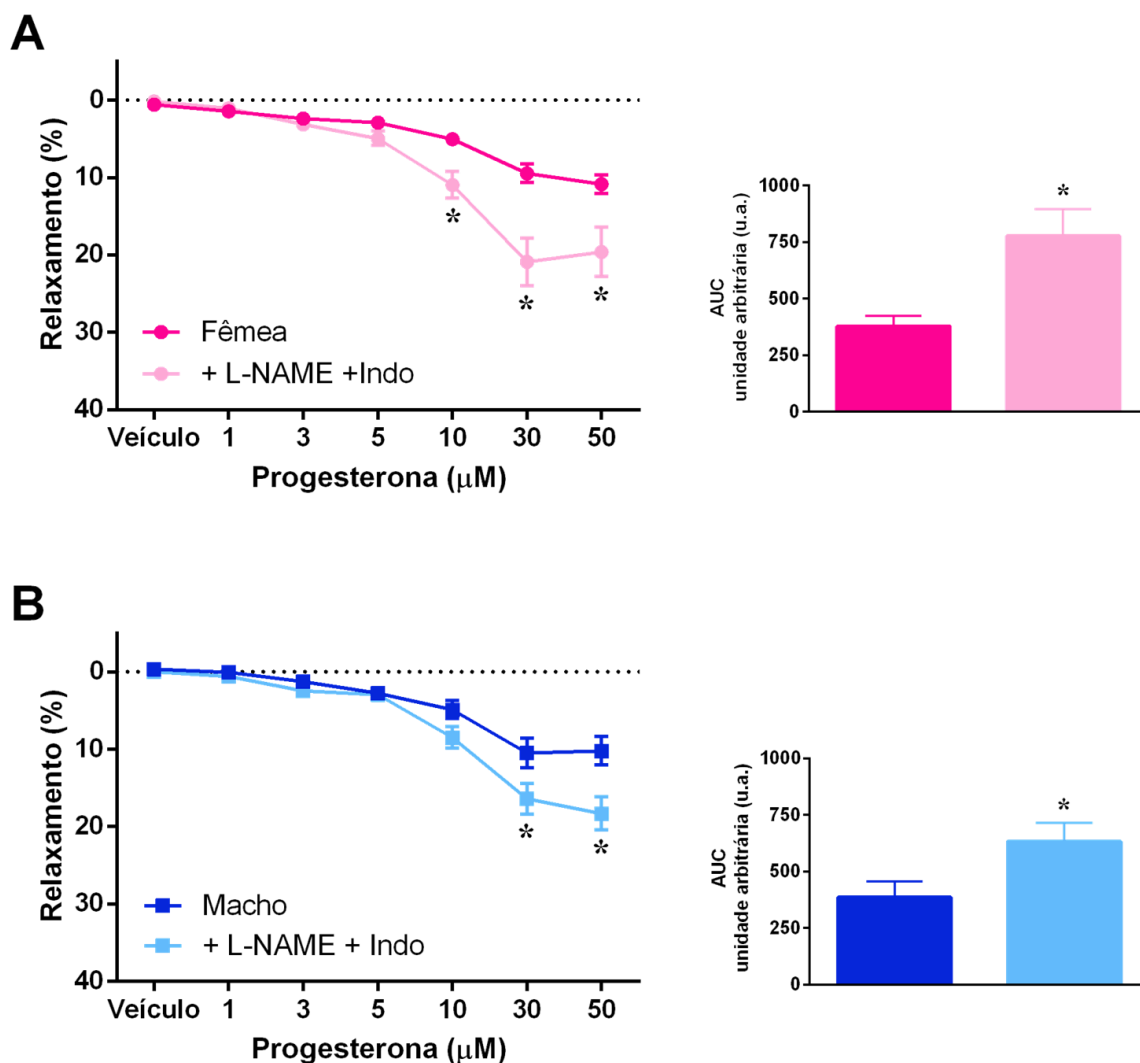 A
Relaxamento (%)
0
10
20
30
40
*
*
*
Fêmea
+ L-NAME +Indo
Veículo 1 3 5 10 30 50
Progesterona (μM)
AUC
unidade arbitrária (u.a.)
1000
750
500
250
0
*
B
Relaxamento (%)
0
10
20
30
40
*
*
Macho
+ L-NAME + Indo
Veículo 1 3 5 10 30 50
Progesterona (μM)
AUC
unidade arbitrária (u.a.)
1000
750
500
250
0
*